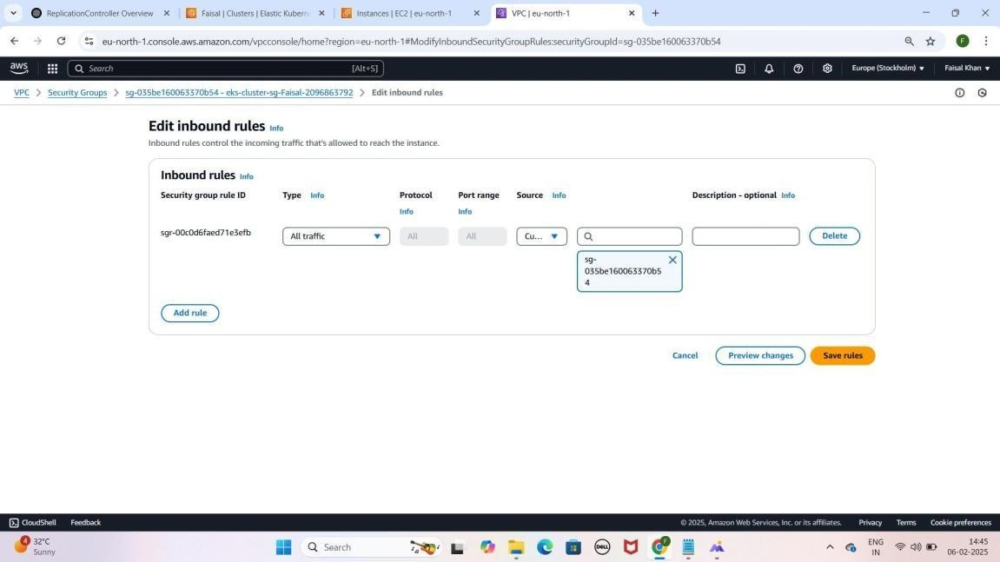 ReplicationController Overview
Faisal | Clusters | Elastic Kubern
Instances | EC2 | eu-north-1
VPC | eu-north-1
eu-north-1.console.aws.amazon.com/vpcconsole/home?region=eu-north-1#ModifyInboundSecurityGroupRules:securityGroupId=sg-035be160063370b54
F
aws
Search
[Alt+S]
Europe (Stockholm)
Faisal Khan
VPC
Security Groups
sg-035be160063370b54 - eks-cluster-sg-Faisal-2096863792
Edit inbound rules
Edit inbound rules Info
Inbound rules control the incoming traffic that's allowed to reach the instance.
Inbound rules Info
Security group rule ID
Type Info
Protocol
Info
Port range
Info
Source Info
Description - optional Info
sgr-00c0d6faed71e3efb
All traffic
All
All
Cu...
Delete
sg-
035be160063370b5
4
Add rule
Cancel
Preview changes
Save rules
CloudShell
Feedback
© 2025, Amazon Web Services, Inc. or its affiliates.
Privacy
Terms
Cookie preferences
4
32°C
Sunny
Search
DELL
F
ENG
IN
14:45
06-02-2025